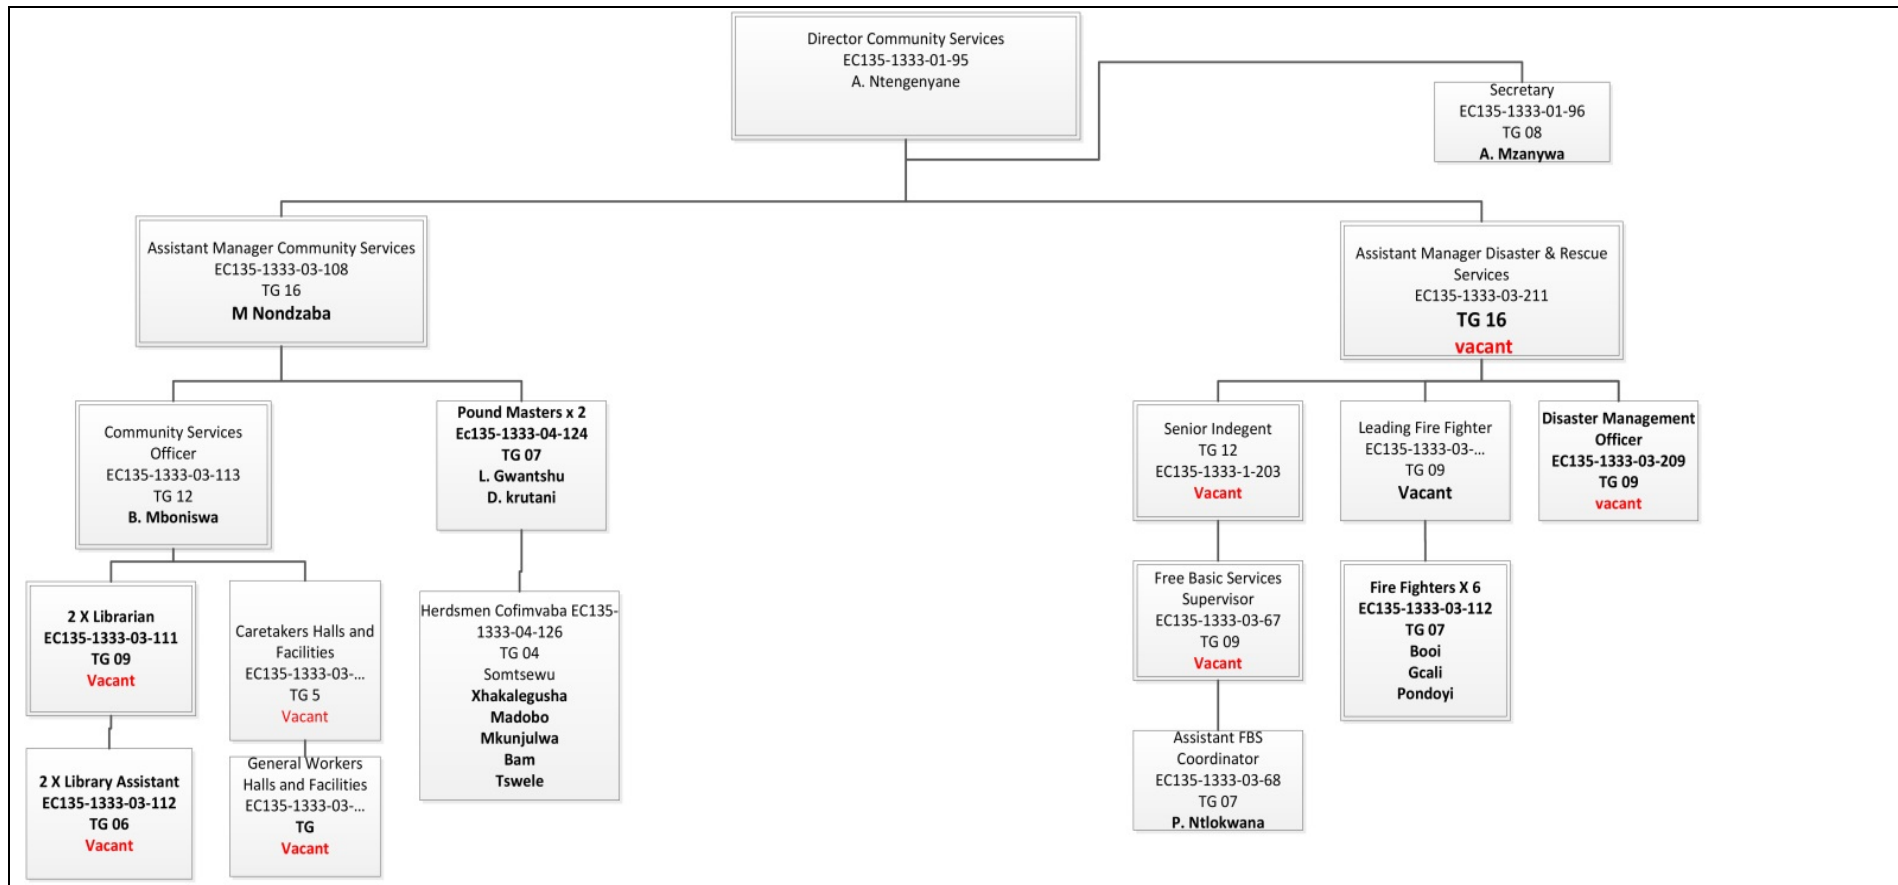 Director Community Services
EC135-1333-01-95
A. Ntengenyane
Secretary
EC135-1333-01-96
TG 08
A. Mzanywa
Assistant Manager Community Services
EC135-1333-03-108
TG 16
M Nondzaba
Assistant Manager Disaster & Rescue
Services
EC135-1333-03-211
TG 16
vacant
Community Services
Officer
EC135-1333-03-113
TG 12
B. Mboniswa
Pound Masters x 2
Ec135-1333-04-124
TG 07
L. Gwantshu
D. krutani
Senior Indegent
TG 12
EC135-1333-1-203
Vacant
Leading Fire Fighter
EC135-1333-03-...
TG 09
Vacant
Disaster Management
Officer
EC135-1333-03-209
TG 09
vacant
2 X Librarian
EC135-1333-03-111
TG 09
Vacant
Caretakers Halls and
Facilities
EC135-1333-03-...
TG 5
Vacant
Herdsmen Cofimvaba EC135-
1333-04-126
TG 04
Somtsewu
Xhakalegusha
Madobo
Mkunjulwa
Bam
Tswele
Free Basic Services
Supervisor
EC135-1333-03-67
TG 09
Vacant
Fire Fighters X 6
EC135-1333-03-112
TG 07
Booi
Gcali
Pondoyi
2 X Library Assistant
EC135-1333-03-112
TG 06
Vacant
General Workers
Halls and Facilities
EC135-1333-03-...
TG
Vacant
Assistant FBS
Coordinator
EC135-1333-03-68
TG 07
P. Ntlokwana